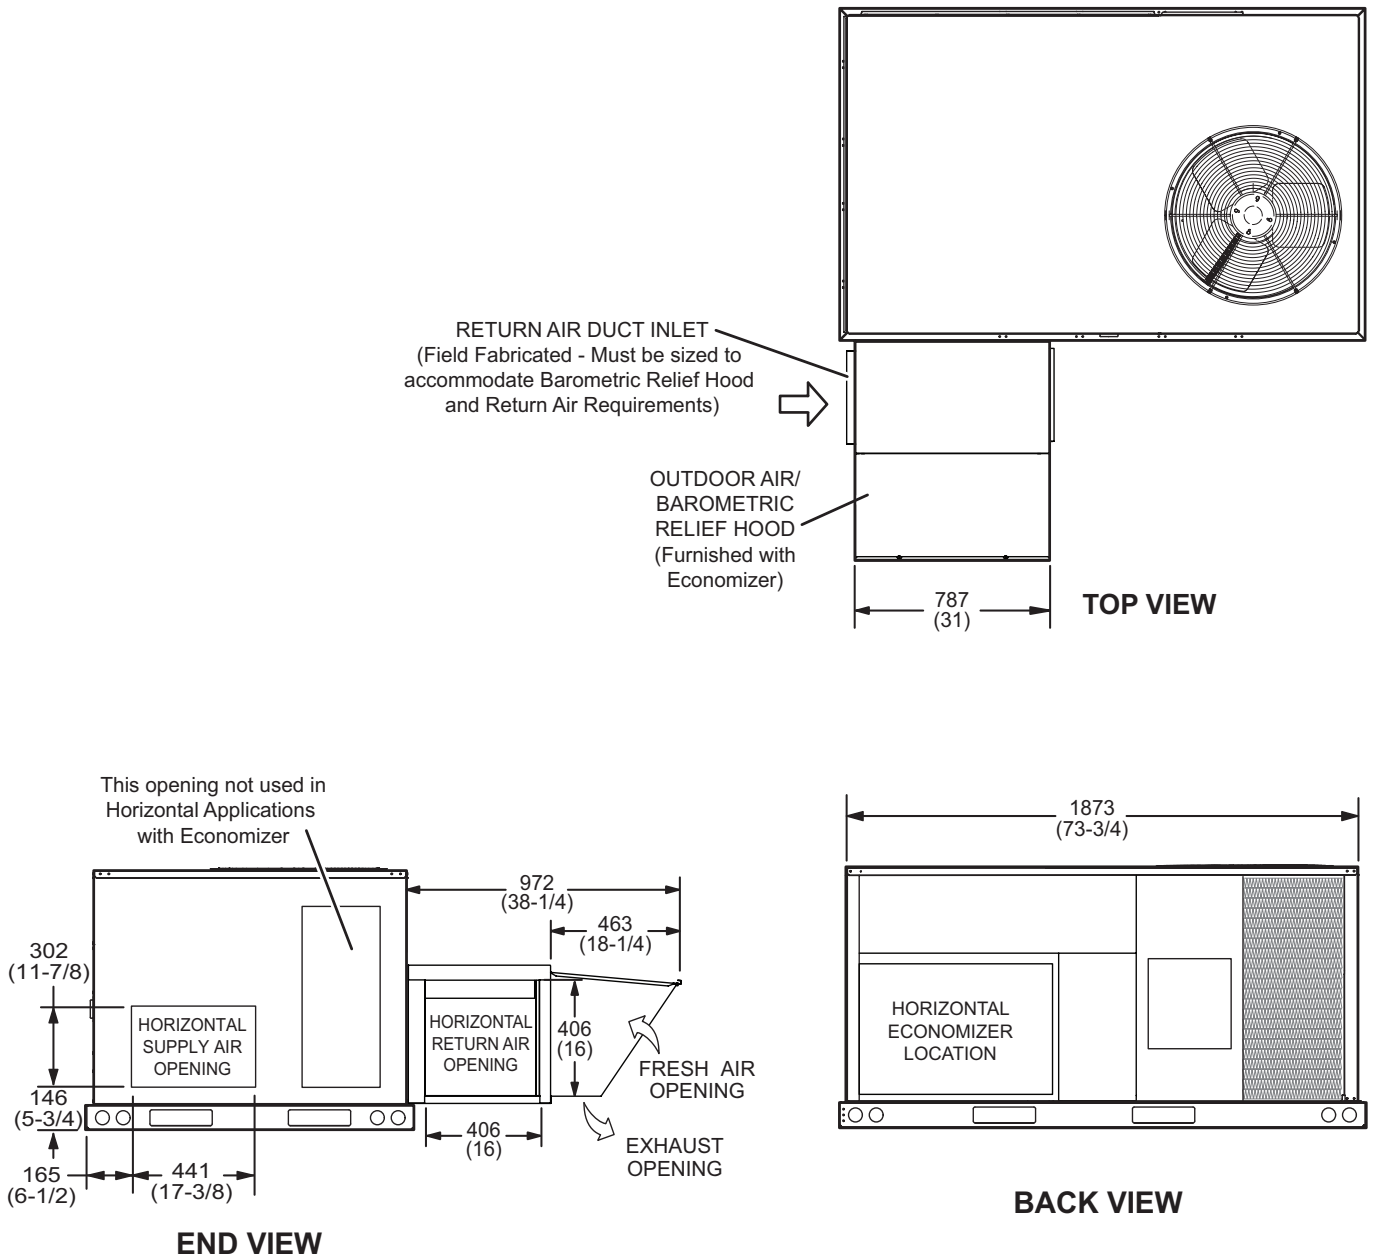 RETURN AIR DUCT INLET
(Field Fabricated - Must be sized to
accommodate Barometric Relief Hood
and Return Air Requirements)
OUTDOOR AIR/
BAROMETRIC
RELIEF HOOD
(Furnished with
Economizer)
787
(31)
TOP VIEW
This opening not used in
Horizontal Applications
with Economizer
972
(38-1/4)
463
(18-1/4)
302
(11-7/8)
HORIZONTAL
SUPPLY AIR
OPENING
HORIZONTAL
RETURN AIR
OPENING
406
(16)
FRESH AIR
OPENING
146
(5-3/4)
406
(16)
EXHAUST
OPENING
165
(6-1/2)
441
(17-3/8)
END VIEW
1873
(73-3/4)
HORIZONTAL
ECONOMIZER
LOCATION
BACK VIEW